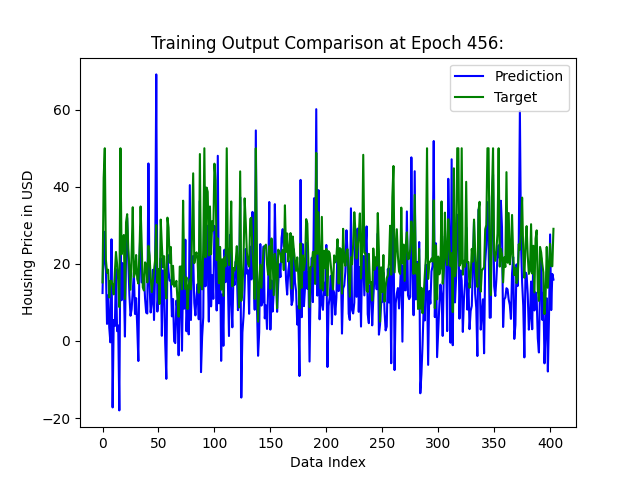 Training Output Comparison at Epoch 456:
Prediction
Target
60
40
20
0
−20
Housing Price in USD
0 50 100 150 200 250 300 350 400
Data Index